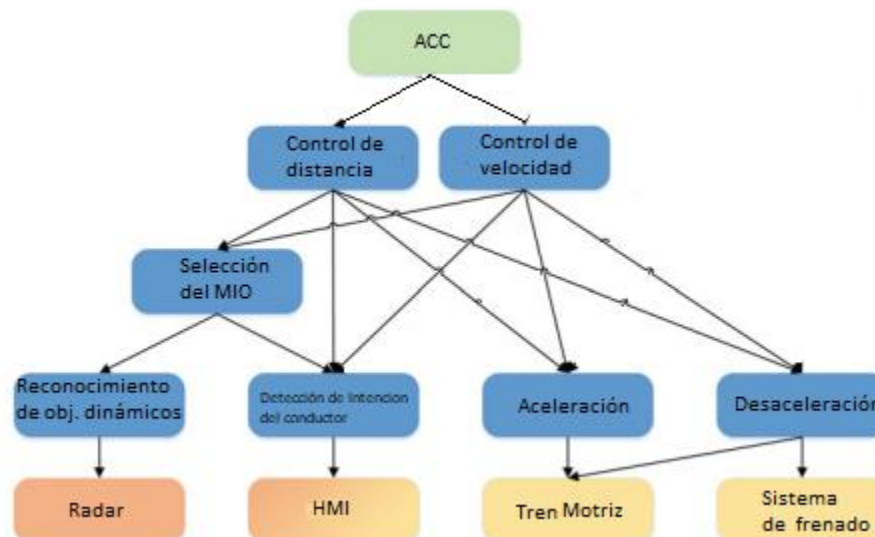 ACC
Control de
distancia
Control de
velocidad
Selección
del MIO
Reconocimiento
de obj. dinámicos
Detección de intencion
del conductor
Aceleración
Desaceleración
Radar
HMI
Tren Motriz
Sistema
de frenado